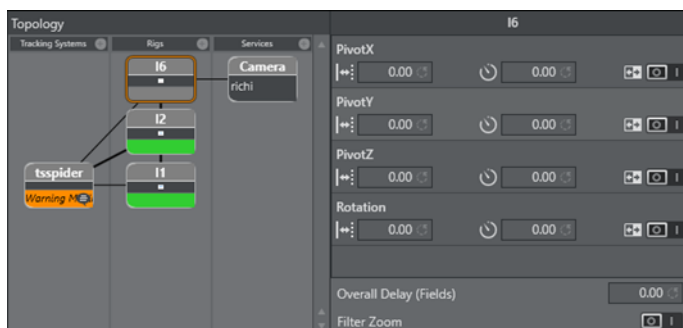 Topology
Tracking Systems
Rigs
Services
I6
Camera
richi
I2
tsspider
I1
I6
PivotX
0.00
0.00
PivotY
0.00
0.00
PivotZ
0.00
0.00
Rotation
0.00
0.00
Overall Delay (Fields)
0.00
Filter Zoom